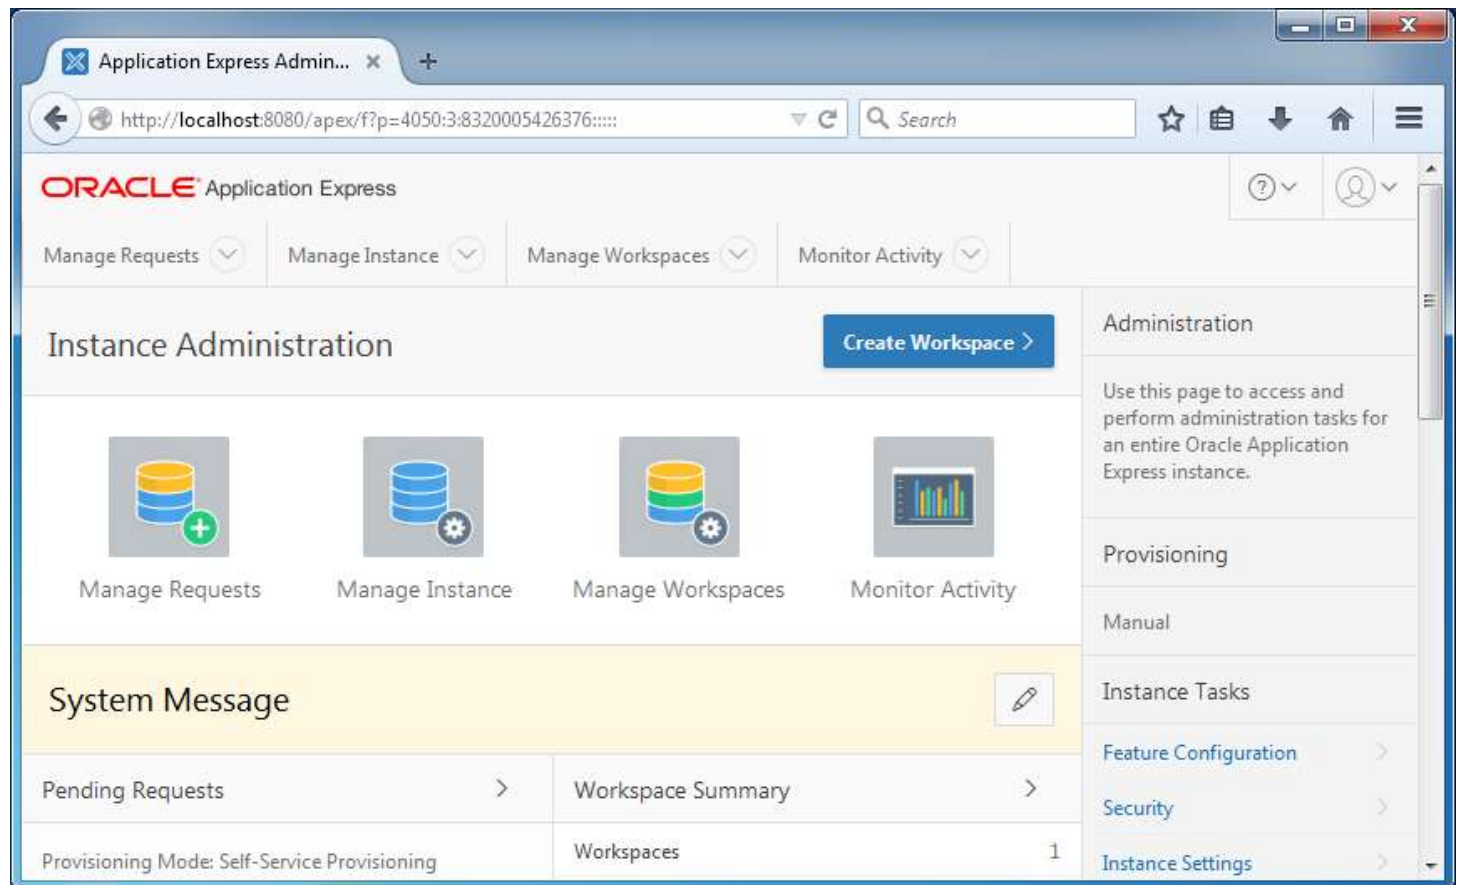 Application Express Admin...
http://localhost:8080/apex/f?p=4050:3:8320005426376:::::
Search
ORACLE Application Express
Manage Requests
Manage Instance
Manage Workspaces
Monitor Activity
Instance Administration
Create Workspace
Manage Requests
Manage Instance
Manage Workspaces
Monitor Activity
System Message
Pending Requests
Provisioning Mode: Self-Service Provisioning
Workspace Summary
Workspaces 1
Administration
Use this page to access and
perform administration tasks for
an entire Oracle Application
Express instance.
Provisioning
Manual
Instance Tasks
Feature Configuration
Security
Instance Settings